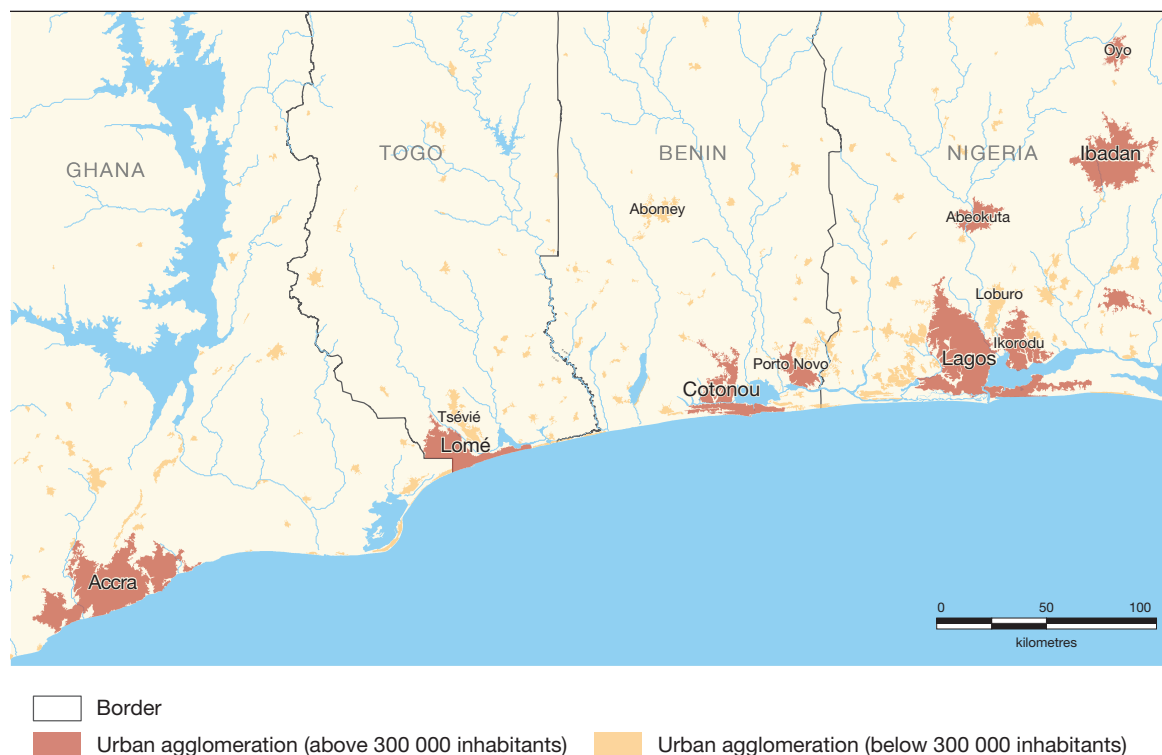 Oyo
GHANA
TOGO
BENIN
NIGERIA
Ibadan
Abomey
Abeokuta
Loburo
Ikorodu
Lagos
Porto Novo
Cotonou
Tsévié
Lomé
Accra
0 50 100
kilometres
Border
Urban agglomeration (above 300 000 inhabitants) Urban agglomeration (below 300 000 inhabitants)